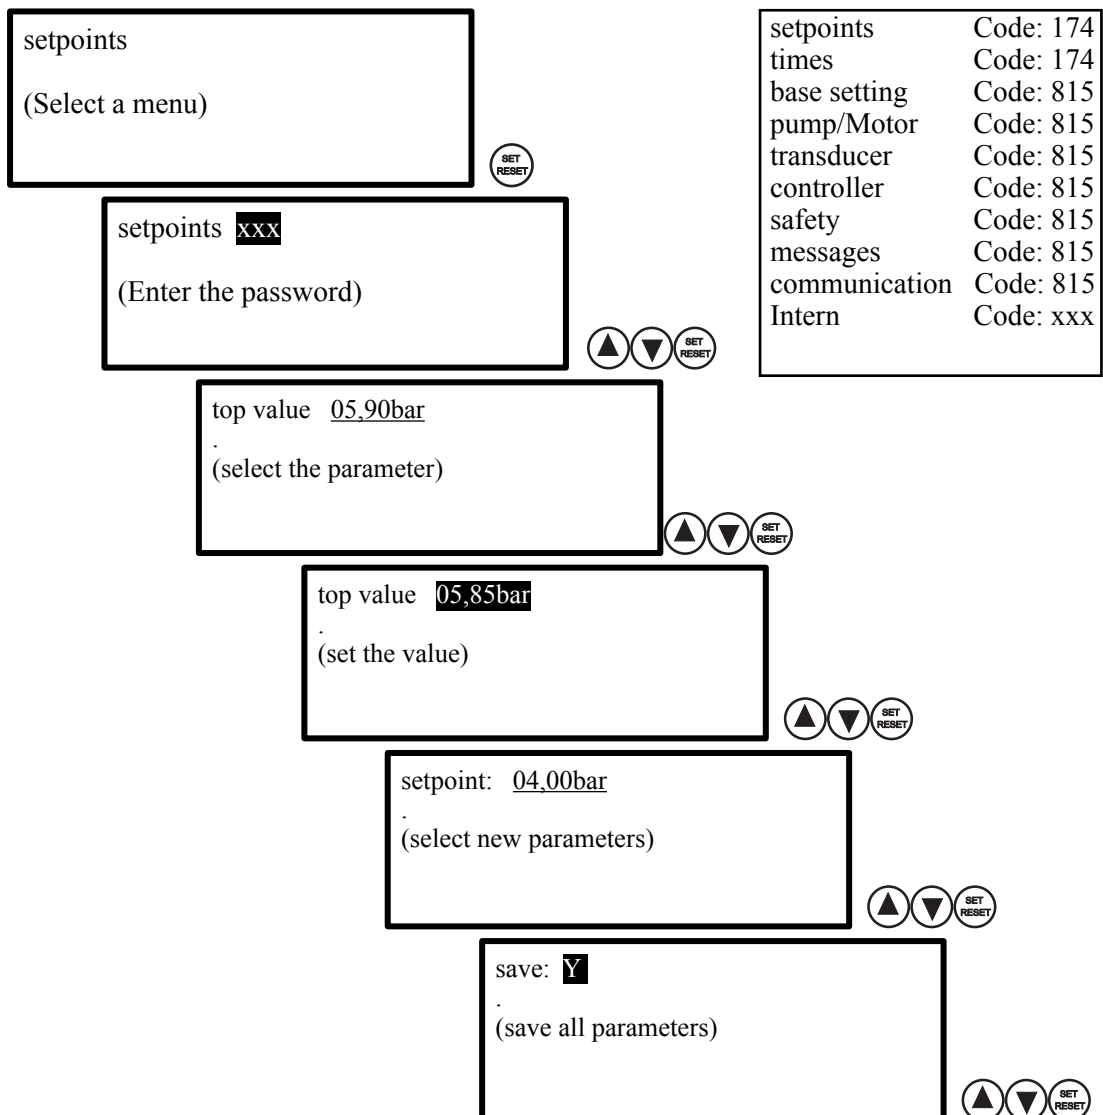 setpoints
(Select a menu)
SET
RESET
setpoints Code: 174
times Code: 174
base setting Code: 815
pump/Motor Code: 815
transducer Code: 815
controller Code: 815
safety Code: 815
messages Code: 815
communication Code: 815
Intern Code: xxx
setpoints xxx
(Enter the password)
SET
RESET
top value 05,90bar
.
(select the parameter)
SET
RESET
top value 05,85bar
.
(set the value)
SET
RESET
setpoint: 04,00bar
.
(select new parameters)
SET
RESET
save: Y
.
(save all parameters)
SET
RESET